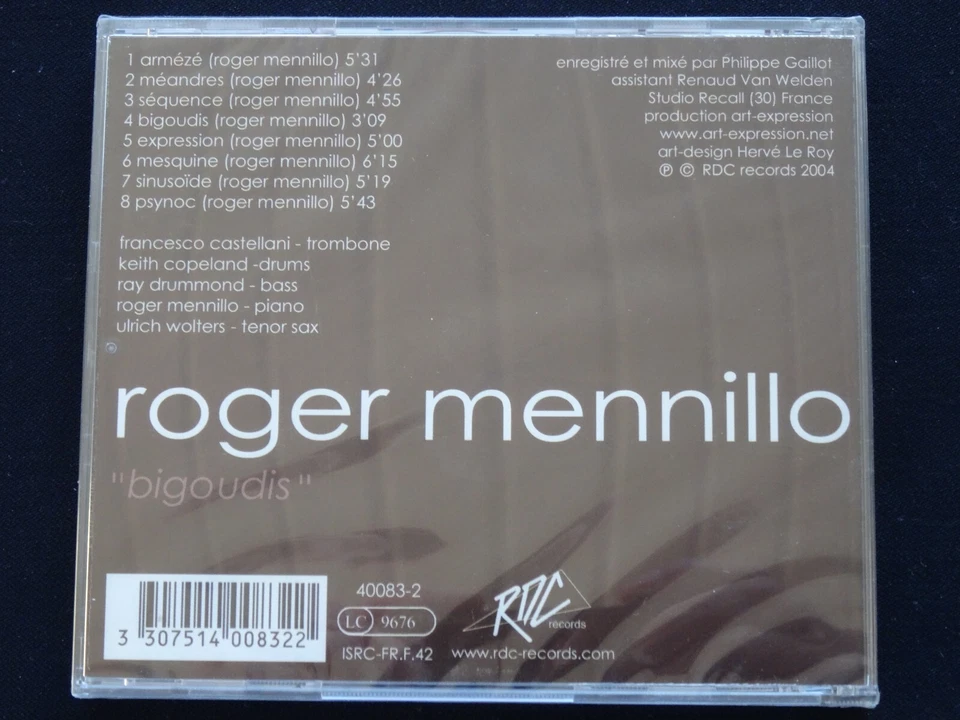 1 armézé (roger mennillo) 5'31
2 méandres (roger mennillo) 4'26
3 séquence (roger mennillo) 4'55
4 bigoudis (roger mennillo) 3'09
5 expression (roger mennillo) 5'00
6 mesquine (roger mennillo) 6'15
7 sinusoïde (roger mennillo) 5'19
8 psynoc (roger mennillo) 5'43
enregistré et mixé par Philippe Gaillot
assistant Renaud Van Welden
Studio Recall (30) France
production art-expression
www.art-expression.net
art-design Hervé Le Roy
℗ © RDC records 2004
francesco castellani - trombone
keith copeland -drums
ray drummond - bass
roger mennillo - piano
ulrich wolters - tenor sax
roger mennillo
"bigoudis"
3 307514 008322
40083-2
LC 9676
ISRC-FR.F.42
RDC records
www.rdc-records.com